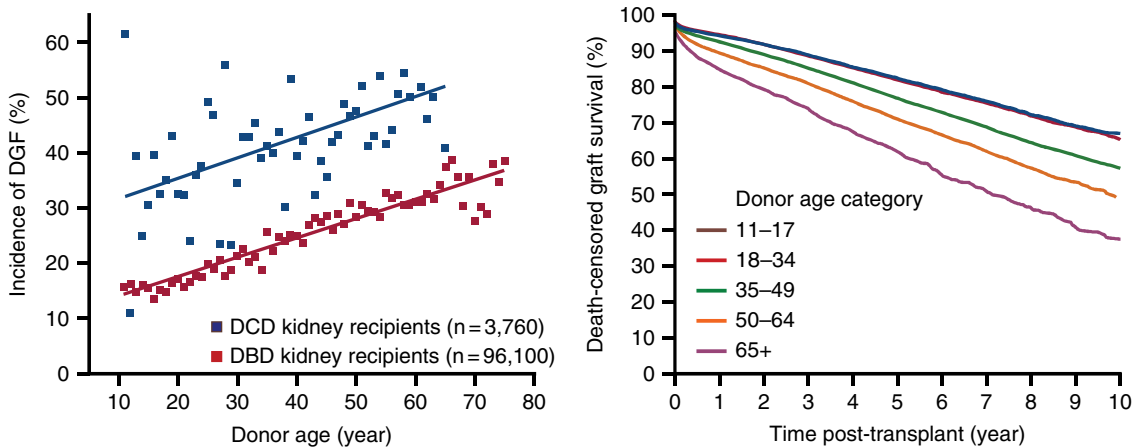 60
50
40
30
20
10
0
Incidence of DGF (%)
DCD kidney recipients (n = 3,760)
DBD kidney recipients (n = 96,100)
10 20 30 40 50 60 70 80
Donor age (year)
100
90
80
70
60
50
40
30
20
10
0
Death-censored graft survival (%)
Donor age category
11–17
18–34
35–49
50–64
65+
0 1 2 3 4 5 6 7 8 9 10
Time post-transplant (year)